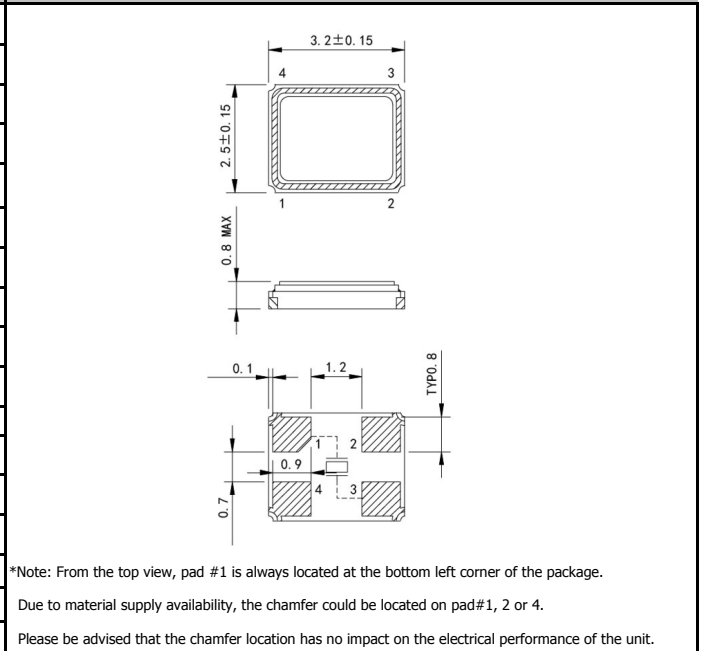 3.2±0.15
4 3
2.5±0.15
1 2
0.8 MAX
0.1 1.2 TYP0.8
1 2
0.9
4 3
0.7
*Note: From the top view, pad #1 is always located at the bottom left corner of the package.
Due to material supply availability, the chamfer could be located on pad#1, 2 or 4.
Please be advised that the chamfer location has no impact on the electrical performance of the unit.